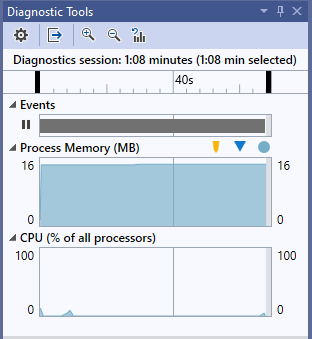 Diagnostic Tools
Diagnostics session: 1:08 minutes (1:08 min selected)
40s
Events
Process Memory (MB)
16 16
0 0
CPU (% of all processors)
100 100
0 0